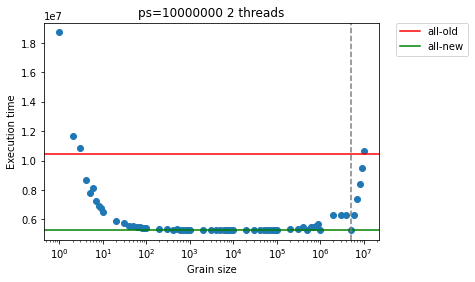 ps=10000000 2 threads
1e7
1.8
1.6
1.4
1.2
1.0
0.8
0.6
Execution time
10⁰
10¹
10²
10³
10⁴
10⁵
10⁶
10⁷
Grain size
all-old
all-new